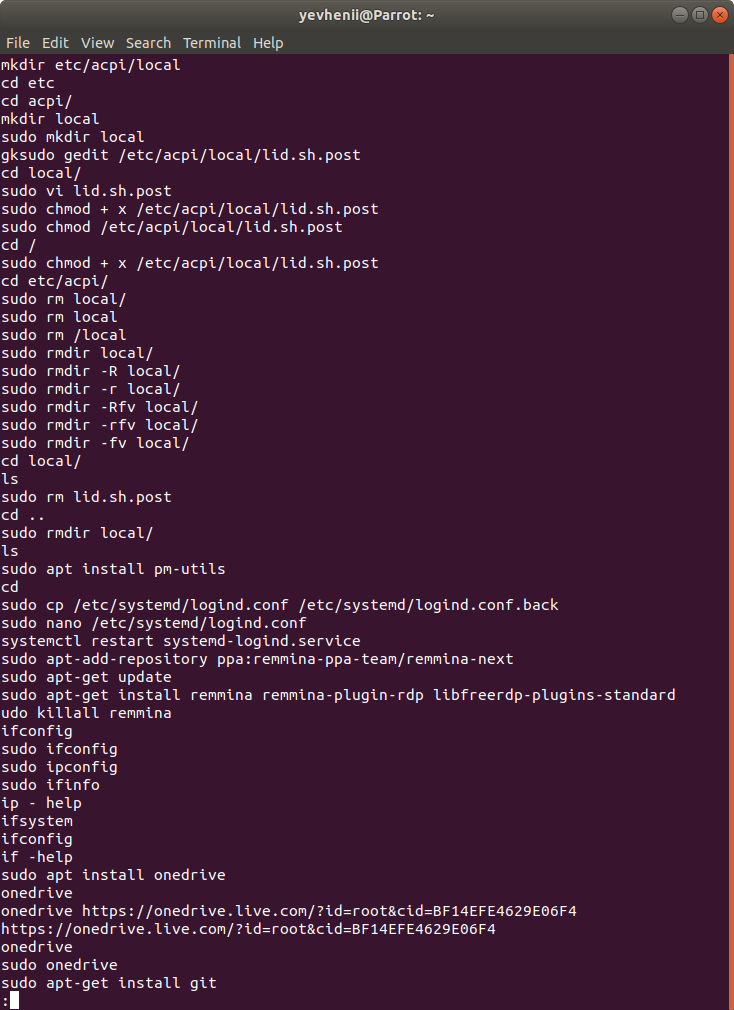 yevhenii@Parrot: ~
File Edit View Search Terminal Help
mkdir etc/acpi/local
cd etc
cd acpi/
mkdir local
sudo mkdir local
gksudo gedit /etc/acpi/local/lid.sh.post
cd local/
sudo vi lid.sh.post
sudo chmod + x /etc/acpi/local/lid.sh.post
sudo chmod /etc/acpi/local/lid.sh.post
cd /
sudo chmod + x /etc/acpi/local/lid.sh.post
cd etc/acpi/
sudo rm local/
sudo rm local
sudo rm /local
sudo rmdir local/
sudo rmdir -R local/
sudo rmdir -r local/
sudo rmdir -Rfv local/
sudo rmdir -rfv local/
sudo rmdir -fv local/
cd local/
ls
sudo rm lid.sh.post
cd ..
sudo rmdir local/
ls
sudo apt install pm-utils
cd
sudo cp /etc/systemd/logind.conf /etc/systemd/logind.conf.back
sudo nano /etc/systemd/logind.conf
systemctl restart systemd-logind.service
sudo apt-add-repository ppa:remmina-ppa-team/remmina-next
sudo apt-get update
sudo apt-get install remmina remmina-plugin-rdp libfreerdp-plugins-standard
udo killall remmina
ifconfig
sudo ifconfig
sudo ipconfig
sudo ifinfo
ip - help
ifsystem
ifconfig
if -help
sudo apt install onedrive
onedrive
onedrive https://onedrive.live.com/?id=root&cid=BF14EFE4629E06F4
https://onedrive.live.com/?id=root&cid=BF14EFE4629E06F4
onedrive
sudo onedrive
sudo apt-get install git
: